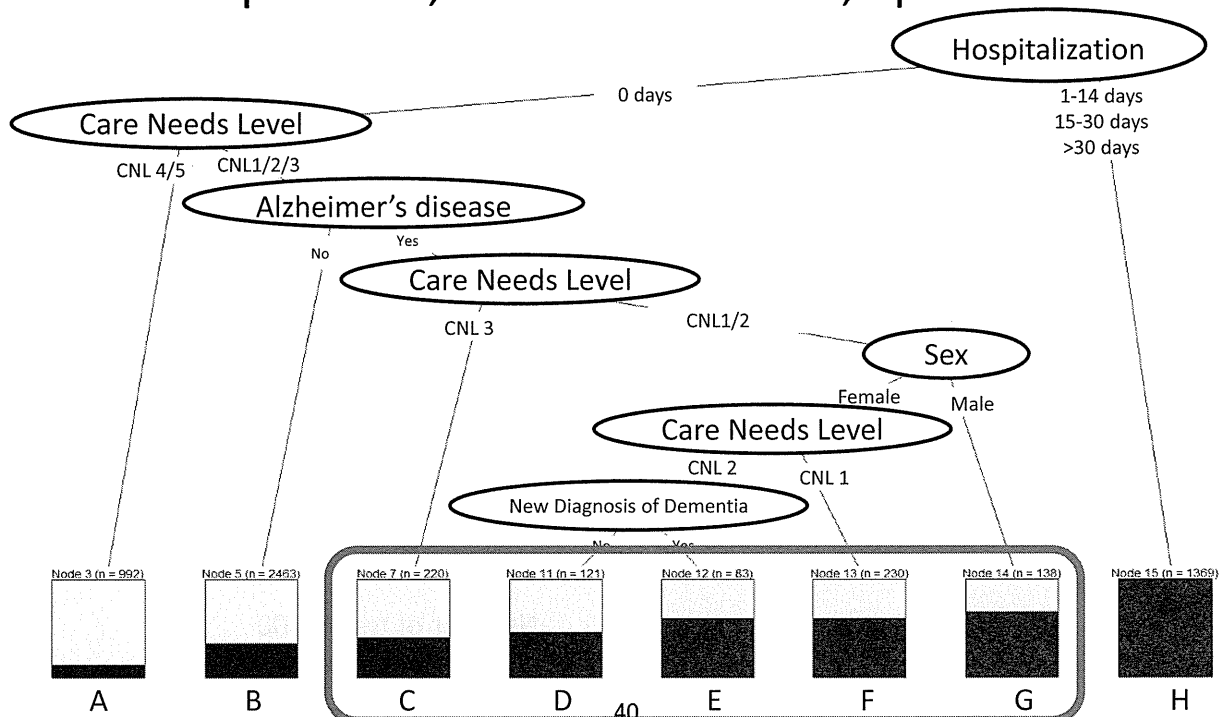 Hospitalization
0 days
1-14 days
15-30 days
>30 days
Care Needs Level
CNL 4/5
CNL1/2/3
Alzheimer's disease
No
Yes
Care Needs Level
CNL 3
CNL1/2
Sex
Female
Male
Care Needs Level
CNL 2
CNL 1
New Diagnosis of Dementia
No
Yes
Node 3 (n = 992)
Node 5 (n = 2463)
Node 7 (n = 220)
Node 11 (n = 121)
Node 12 (n = 83)
Node 13 (n = 230)
Node 14 (n = 138)
Node 15 (n = 1369)
A
B
C
D
E
F
G
H
40